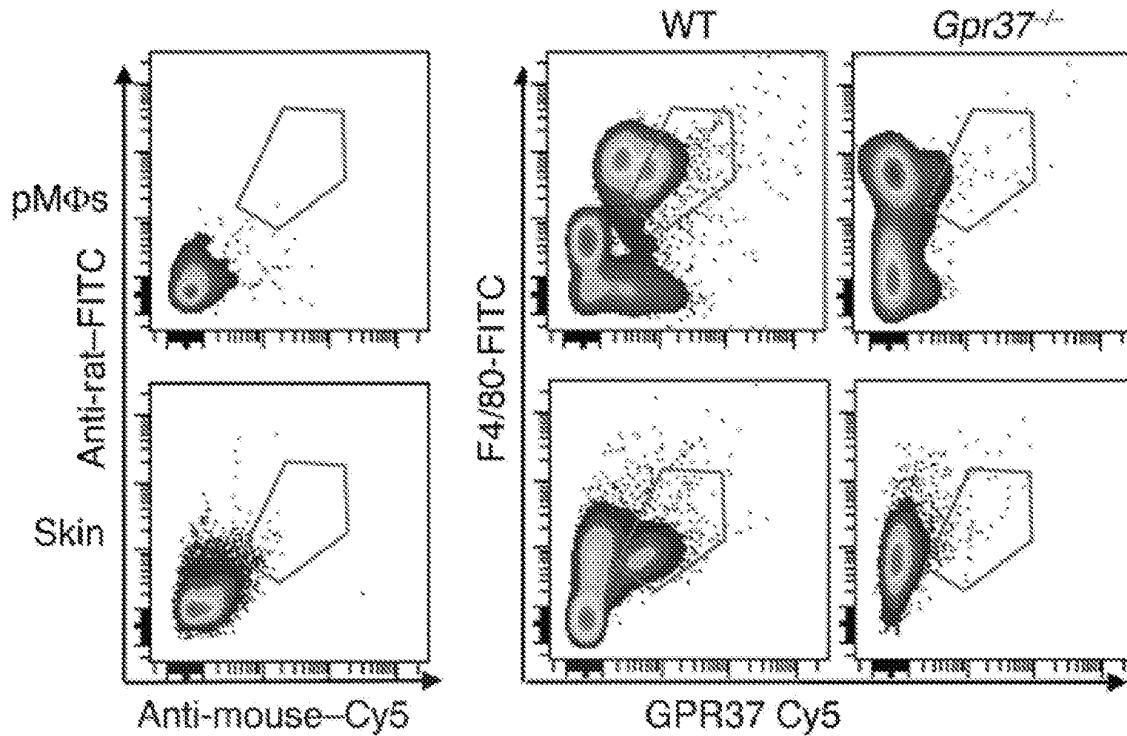 WT Gpr37–/–
pMΦs
Skin
Anti-rat–FITC
F4/80-FITC
Anti-mouse–Cy5
GPR37 Cy5